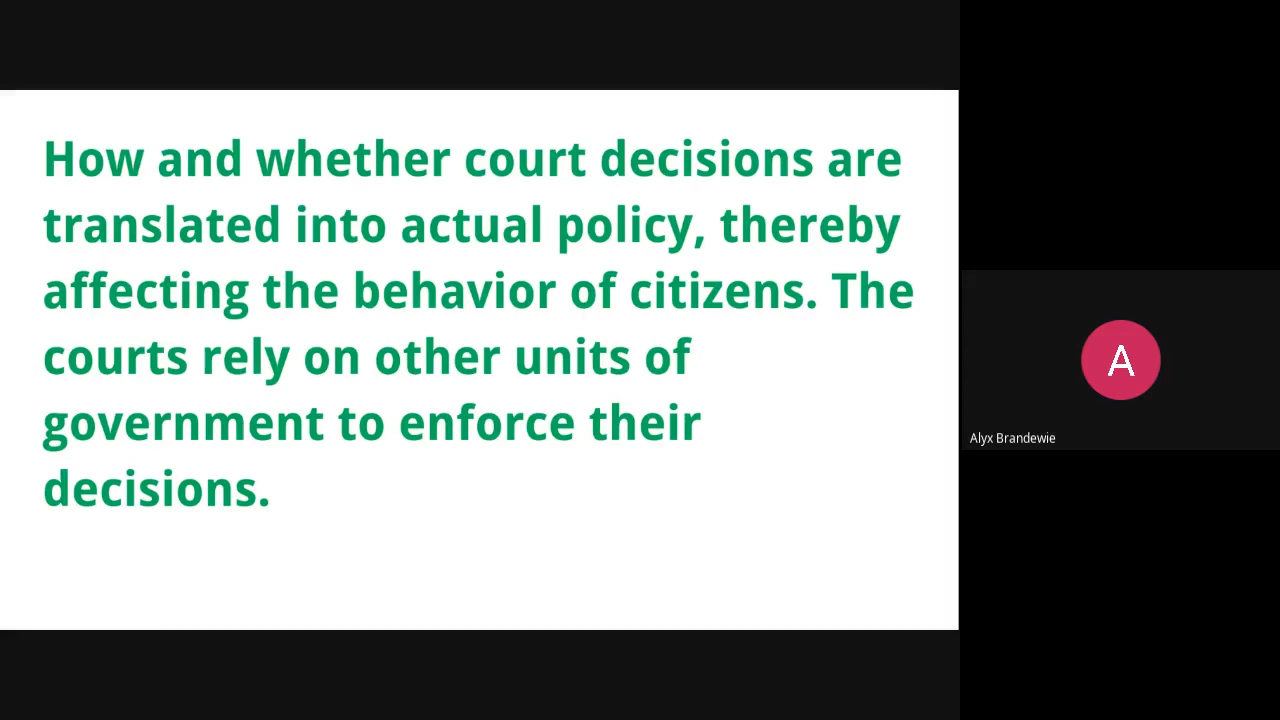 How and whether court decisions are
translated into actual policy, thereby
affecting the behavior of citizens. The
courts rely on other units of
government to enforce their
decisions.
A
Alyx Brandewie